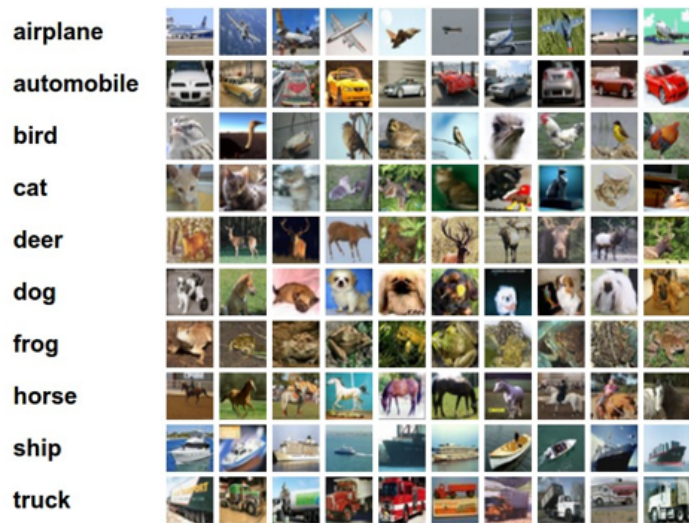 airplane
automobile
bird
cat
deer
dog
frog
horse
ship
truck